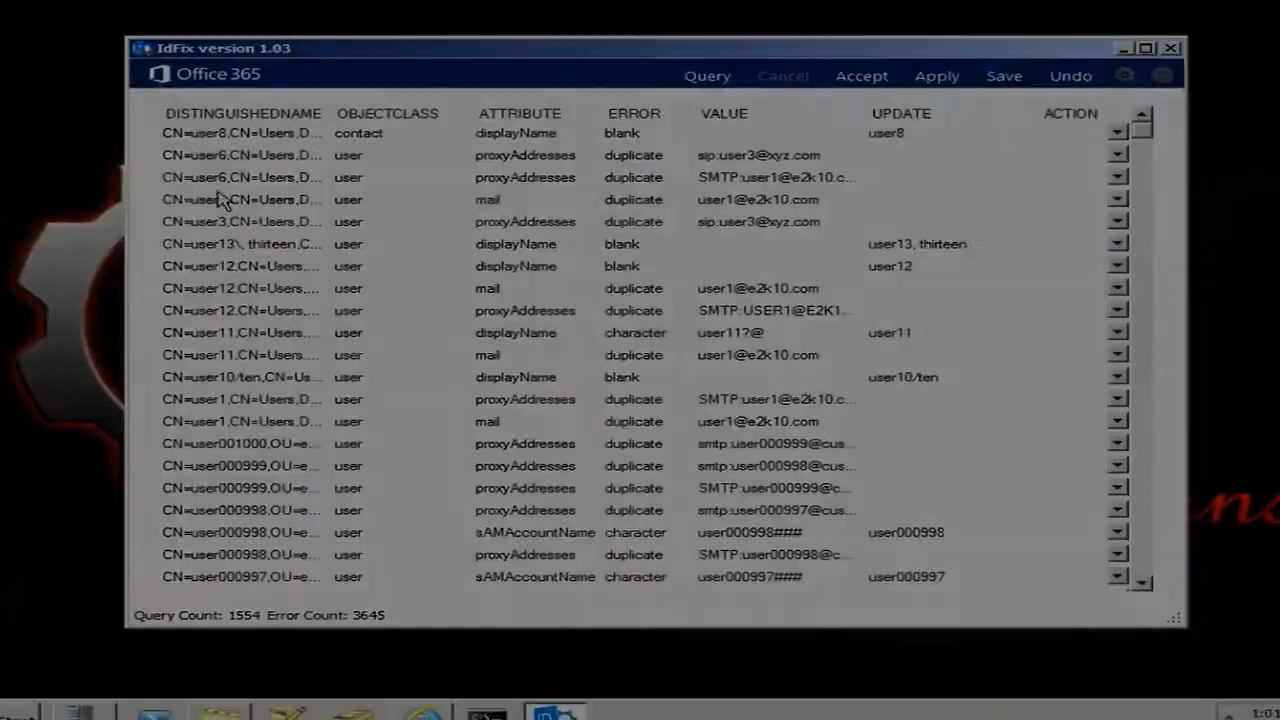 IdFix version 1.03
Office 365 Query Cancel Accept Apply Save Undo
DISTINGUISHEDNAME OBJECTCLASS ATTRIBUTE ERROR VALUE UPDATE ACTION
CN=user8,CN=Users,D... contact displayName blank user8
CN=user6,CN=Users,D... user proxyAddresses duplicate sip:user3@xyz.com
CN=user6,CN=Users,D... user proxyAddresses duplicate SMTP:user1@e2k10.c...
CN=Users,D... user mail duplicate user1@e2k10.com
CN=user3,CN=Users,D... user proxyAddresses duplicate sip:user3@xyz.com
CN=user13\, thirteen,C... user displayName blank user13, thirteen
CN=user12,CN=Users.... user displayName blank user12
CN=user12,CN=Users.... user mail duplicate user1@e2k10.com
CN=user12,CN=Users.... user proxyAddresses duplicate SMTP:USER1@E2K1...
CN=user11,CN=Users.... user displayName character user11?@ user11
CN=user11,CN=Users.... user mail duplicate user1@e2k10.com
CN=user10/ten,CN=Us... user displayName blank user10/ten
CN=user1,CN=Users,D... user proxyAddresses duplicate SMTP:user1@e2k10.c...
CN=user1,CN=Users,D... user mail duplicate user1@e2k10.com
CN=user001000,OU=e... user proxyAddresses duplicate smtp:user000999@cus...
CN=user000999,OU=e... user proxyAddresses duplicate smtp:user000998@cus...
CN=user000999,OU=e... user proxyAddresses duplicate SMTP:user000999@c...
CN=user000998,OU=e... user proxyAddresses duplicate smtp:user000997@cus...
CN=user000998,OU=e... user sAMAccountName character user000998### user000998
CN=user000998,OU=e... user proxyAddresses duplicate SMTP:user000998@c...
CN=user000997,OU=e... user sAMAccountName character user000997### user000997
Query Count: 1554 Error Count: 3645